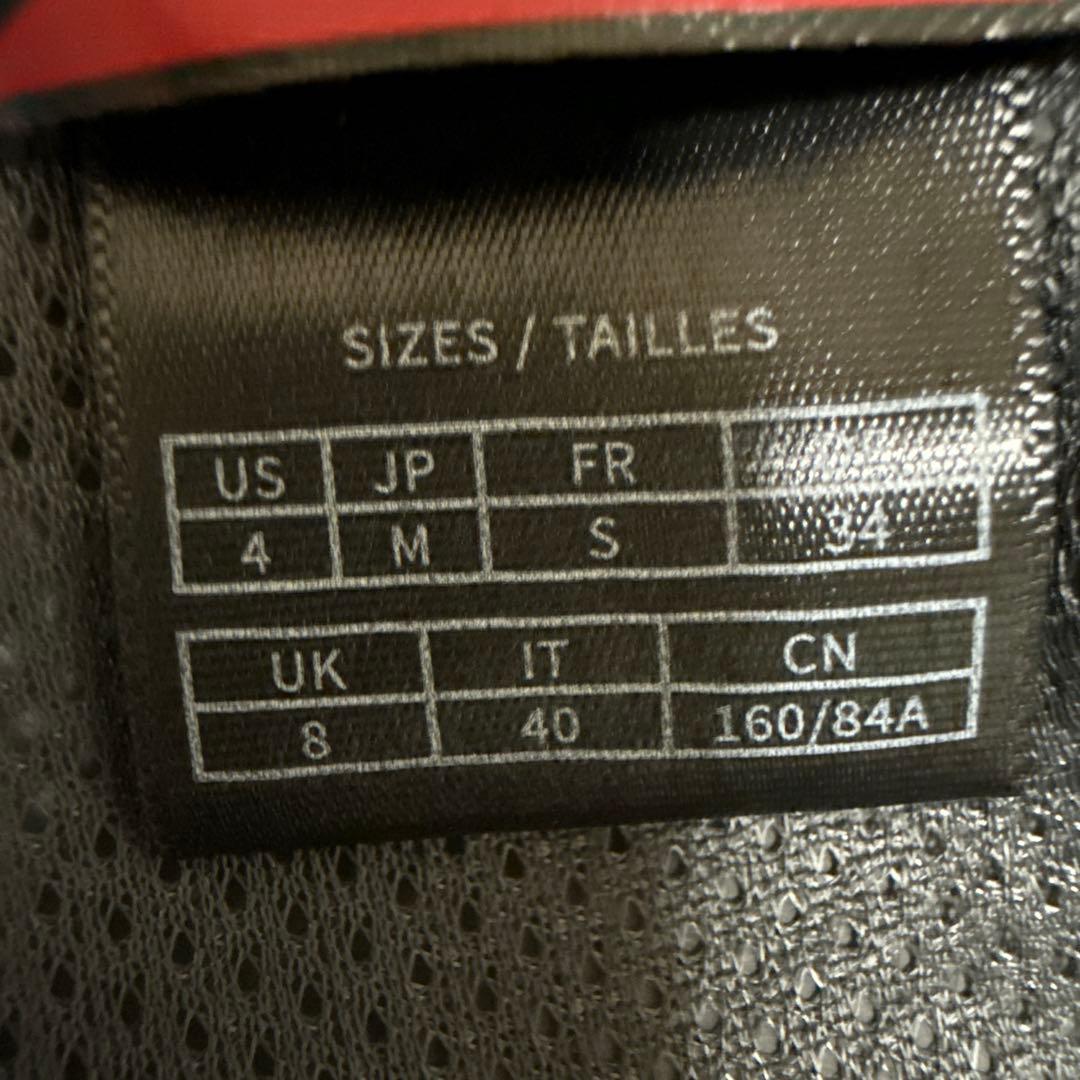 SIZES / TAILLES
US JP FR
4 M S 34
UK IT CN
8 40 160/84A